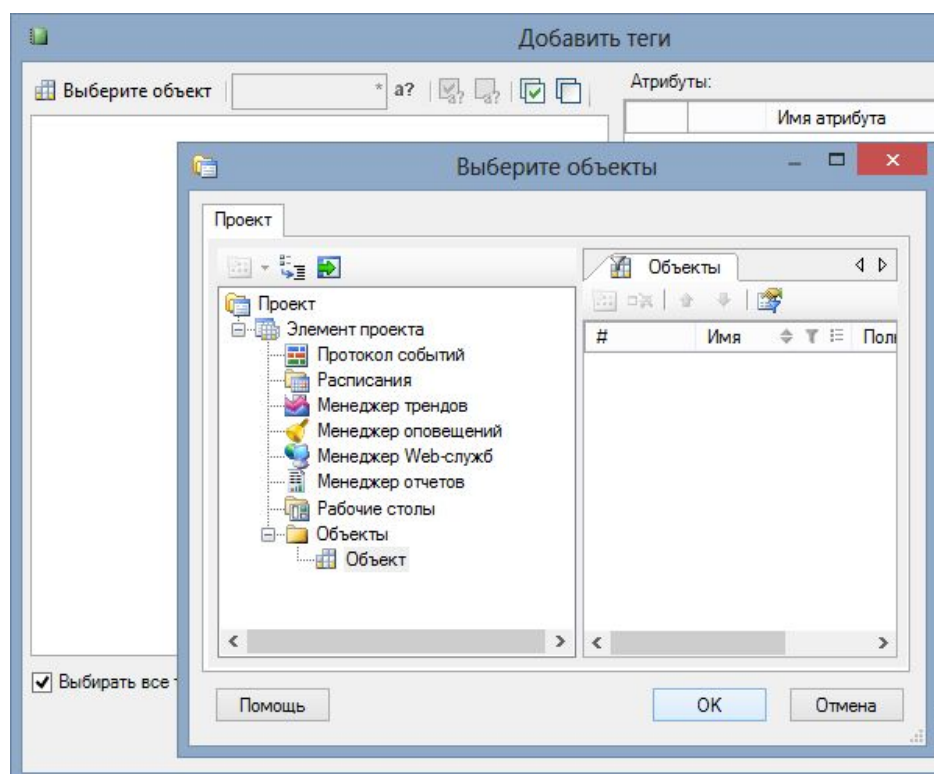 Добавить теги
Выберите объект * a? a? a? Атрибуты:
Имя атрибута
Выберите объекты
Проект
Объекты
Проект
Элемент проекта
Протокол событий
Расписания
Менеджер трендов
Менеджер оповещений
Менеджер Web-служб
Менеджер отчетов
Рабочие столы
Объекты
Объект
# Имя
Выбирать все
Помощь OK Отмена